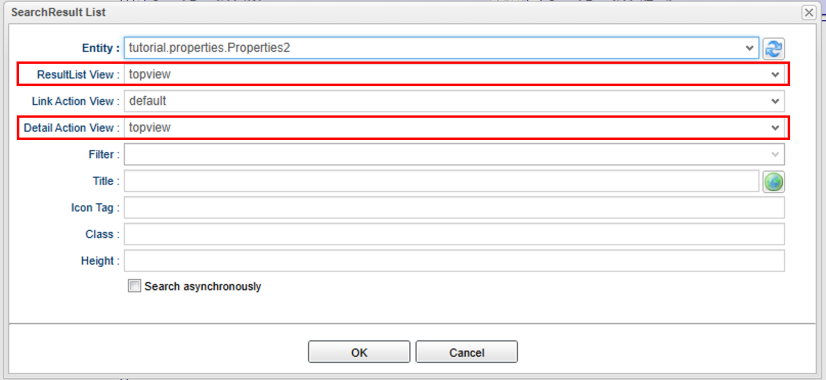 SearchResult List
Entity : tutorial.properties.Properties2
ResultList View : topview
Link Action View : default
Detail Action View : topview
Filter :
Title :
Icon Tag :
Class :
Height :
Search asynchronously
OK Cancel